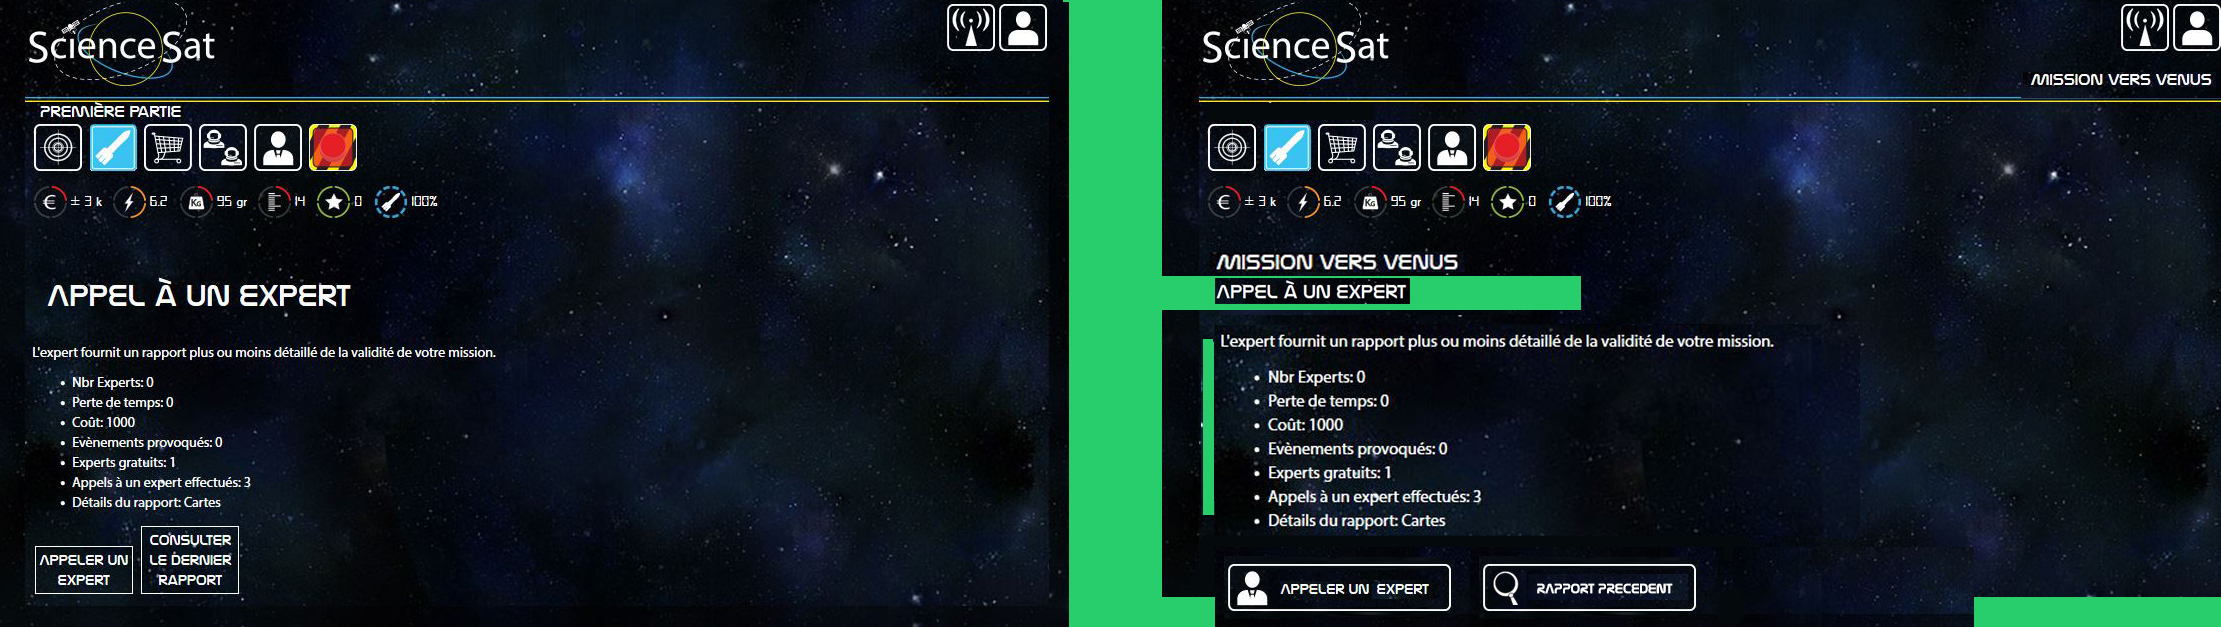 Science Sat
PREMIÈRE PARTIE
€ ± 3 k 6.2 KG 95 gr 14 0 100%
APPEL À UN EXPERT
L'expert fournit un rapport plus ou moins détaillé de la validité de votre mission.
• Nbr Experts: 0
• Perte de temps: 0
• Coût: 1000
• Evènements provoqués: 0
• Experts gratuits: 1
• Appels à un expert effectués: 3
• Détails du rapport: Cartes
APPELER UN
EXPERT
CONSULTER
LE DERNIER
RAPPORT
Science Sat
MISSION VERS VENUS
€ ± 3 k 6.2 KG 95 gr 14 0 100%
MISSION VERS VENUS
APPEL À UN EXPERT
L'expert fournit un rapport plus ou moins détaillé de la validité de votre mission.
• Nbr Experts: 0
• Perte de temps: 0
• Coût: 1000
• Evènements provoqués: 0
• Experts gratuits: 1
• Appels à un expert effectués: 3
• Détails du rapport: Cartes
APPELER UN EXPERT
RAPPORT PRECEDENT